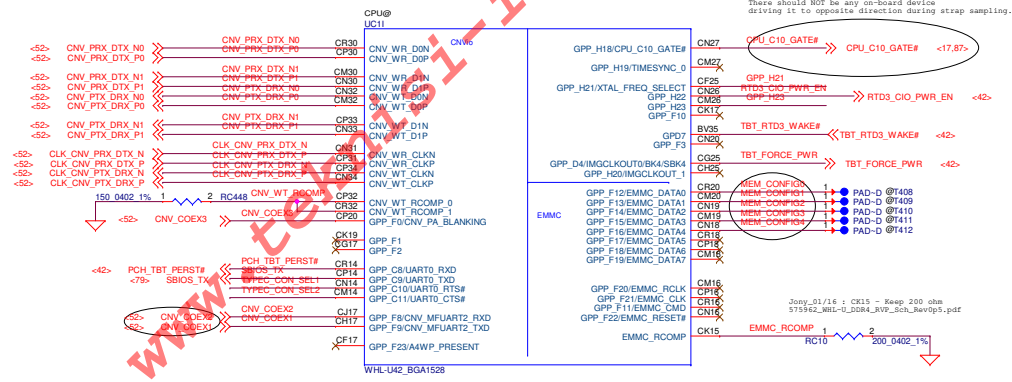 There should NOT be any on-board device
driving it to opposite direction during strap sampling.
CPU@
UC1I
CNVio
EMMC
<52> CNV_PRX_DTX_N0 CNV_PRX_DTX_N0 CR30 CNV_WR_D0N
<52> CNV_PRX_DTX_P0 CNV_PRX_DTX_P0 CP30 CNV_WR_D0P
<52> CNV_PRX_DTX_N1 CNV_PRX_DTX_N1 CM30 CNV_WR_D1N
<52> CNV_PRX_DTX_P1 CNV_PRX_DTX_P1 CN30 CNV_WR_D1P
<52> CNV_PTX_DRX_N0 CNV_PTX_DRX_N0 CN32 CNV_WT_D0N
<52> CNV_PTX_DRX_P0 CNV_PTX_DRX_P0 CM32 CNV_WT_D0P
<52> CNV_PTX_DRX_N1 CNV_PTX_DRX_N1 CP33 CNV_WT_D1N
<52> CNV_PTX_DRX_P1 CNV_PTX_DRX_P1 CN33 CNV_WT_D1P
<52> CLK_CNV_PRX_DTX_N CLK_CNV_PRX_DTX_N CN31 CNV_WR_CLKN
<52> CLK_CNV_PRX_DTX_P CLK_CNV_PRX_DTX_P CP31 CNV_WR_CLKP
<52> CLK_CNV_PTX_DRX_N CLK_CNV_PTX_DRX_N CP34 CNV_WT_CLKN
<52> CLK_CNV_PTX_DRX_P CLK_CNV_PTX_DRX_P CN34 CNV_WT_CLKP
150_0402_1% 1 2 RC448 CNV_WT_RCOMP CP32 CNV_WT_RCOMP_0
CR32 CNV_WT_RCOMP_1
<52> CNV_COEX3 CNV_COEX3 CP20 GPP_F0/CNV_PA_BLANKING
CK19 GPP_F1
CG17 GPP_F2
<42> PCH_TBT_PERST# PCH_TBT_PERST# CR14 GPP_C8/UART0_RXD
<79> SBIOS_TX SBIOS_TX CP14 GPP_C9/UART0_TXD
TYPEC_CON_SEL1 CN14 GPP_C10/UART0_RTS#
TYPEC_CON_SEL2 CM14 GPP_C11/UART0_CTS#
<52> CNV_COEX2 CNV_COEX2 CJ17 GPP_F8/CNV_MFUART2_RXD
<52> CNV_COEX1 CNV_COEX1 CH17 GPP_F9/CNV_MFUART2_TXD
CF17 GPP_F23/A4WP_PRESENT
WHL-U42_BGA1528
GPP_H18/CPU_C10_GATE# CN27 CPU_C10_GATE# CPU_C10_GATE# <17,87>
GPP_H19/TIMESYNC_0 CM27
GPP_H21/XTAL_FREQ_SELECT CF25 GPP_H21
GPP_H22 CN26 RTD3_CIO_PWR_EN RTD3_CIO_PWR_EN <42>
GPP_H23 CM26 GPP_H23
GPP_F10 CK17
GPD7 BV35 TBT_RTD3_WAKE# TBT_RTD3_WAKE# <42>
GPP_F3 CN20
GPP_D4/IMGCLKOUT0/BK4/SBK4 CG25 TBT_FORCE_PWR TBT_FORCE_PWR <42>
GPP_H20/IMGCLKOUT_1 CH25
GPP_F12/EMMC_DATA0 CR20 MEM_CONFIG0 1 PAD~D @T408
GPP_F13/EMMC_DATA1 CM20 MEM_CONFIG1 1 PAD~D @T409
GPP_F14/EMMC_DATA2 CN19 MEM_CONFIG2 1 PAD~D @T410
GPP_F15/EMMC_DATA3 CM19 MEM_CONFIG3 1 PAD~D @T411
GPP_F16/EMMC_DATA4 CN18 MEM_CONFIG4 1 PAD~D @T412
GPP_F17/EMMC_DATA5 CR18
GPP_F18/EMMC_DATA6 CP18
GPP_F19/EMMC_DATA7 CM18
GPP_F20/EMMC_RCLK CM16
GPP_F21/EMMC_CLK CP16
GPP_F11/EMMC_CMD CR16
GPP_F22/EMMC_RESET# CN16
Jony_01/16 : CK15 - Keep 200 ohm
575962_WHL-U_DDR4_RVP_Sch_Rev0p5.pdf
EMMC_RCOMP CK15 EMMC_RCOMP 1 2
RC10 200_0402_1%
www.teknisi-i